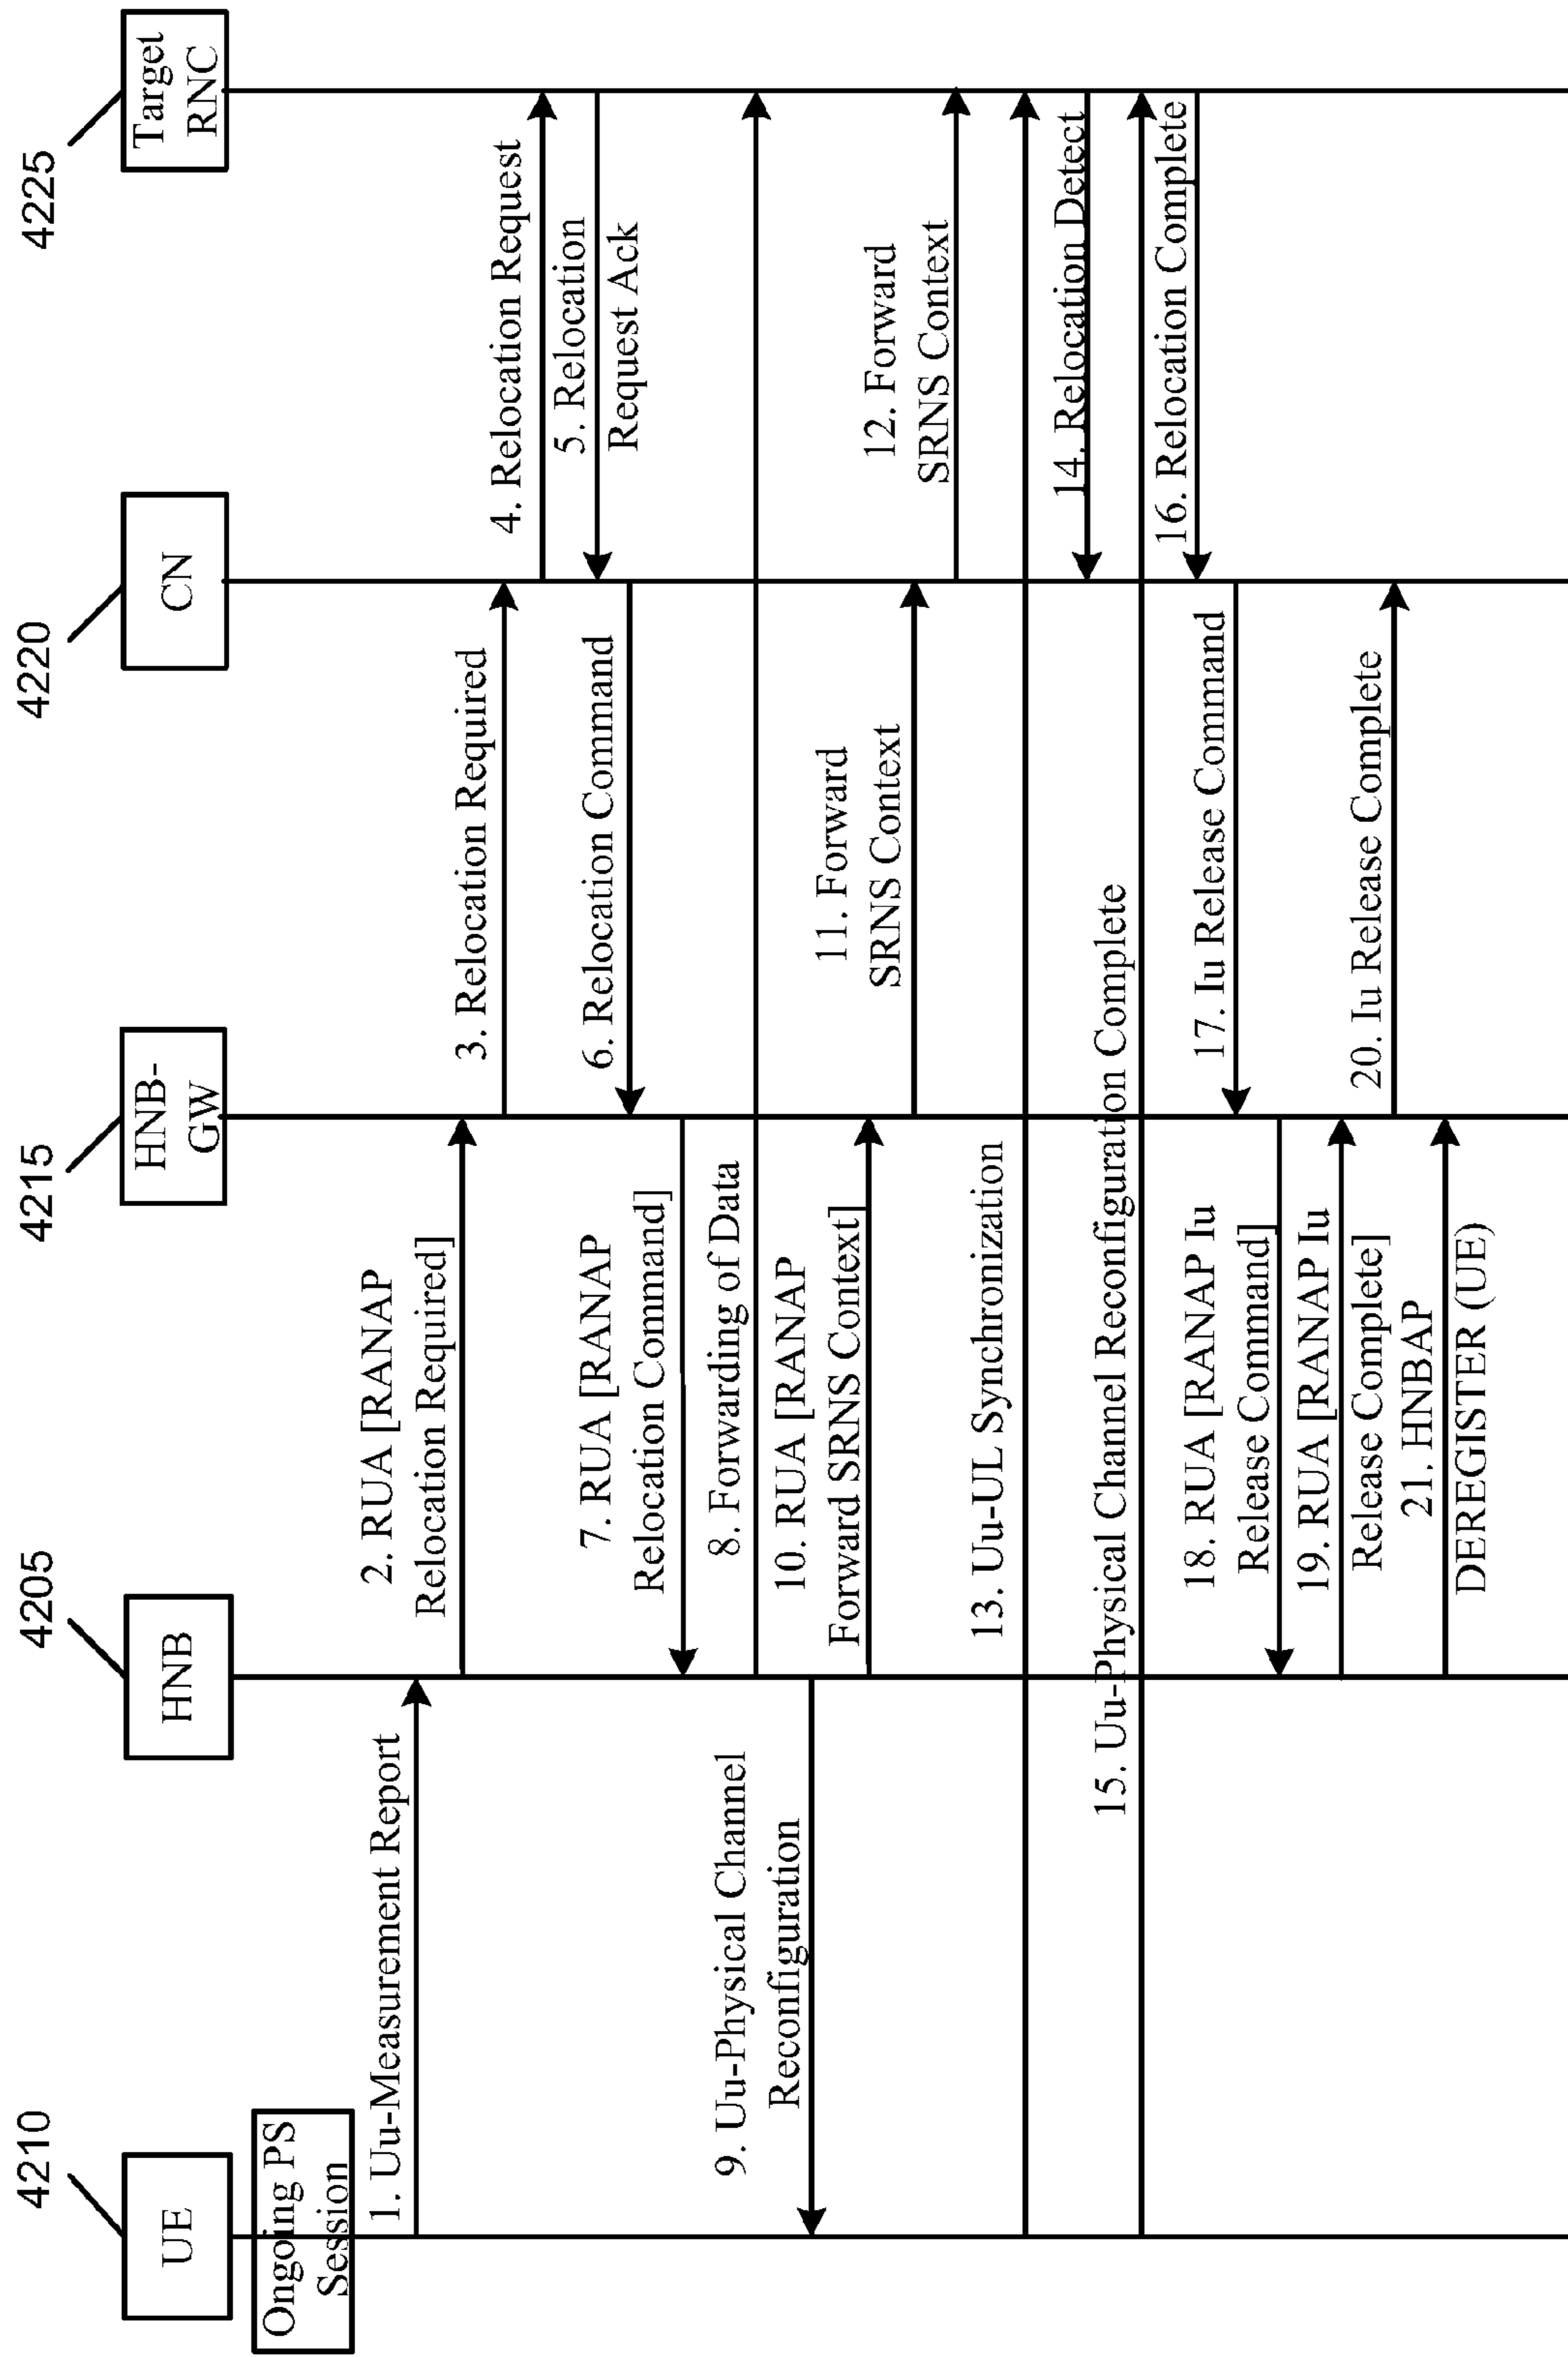 4210
4205
4215
4220
4225
UE
HNB
HNB-
GW
CN
Target
RNC
Ongoing PS
Session
1. Uu-Measurement Report
2. RUA [RANAP
Relocation Required]
3. Relocation Required
4. Relocation Request
5. Relocation
Request Ack
6. Relocation Command
7. RUA [RANAP
Relocation Command]
8. Forwarding of Data
9. Uu-Physical Channel
Reconfiguration
10. RUA [RANAP
Forward SRNS Context]
11. Forward
SRNS Context
12. Forward
SRNS Context
13. Uu-UL Synchronization
14. Relocation Detect
15. Uu-Physical Channel Reconfiguration Complete
16. Relocation Complete
17. Iu Release Command
18. RUA [RANAP Iu
Release Command]
19. RUA [RANAP Iu
Release Complete]
20. Iu Release Complete
21. HNBAP
DEREGISTER (UE)